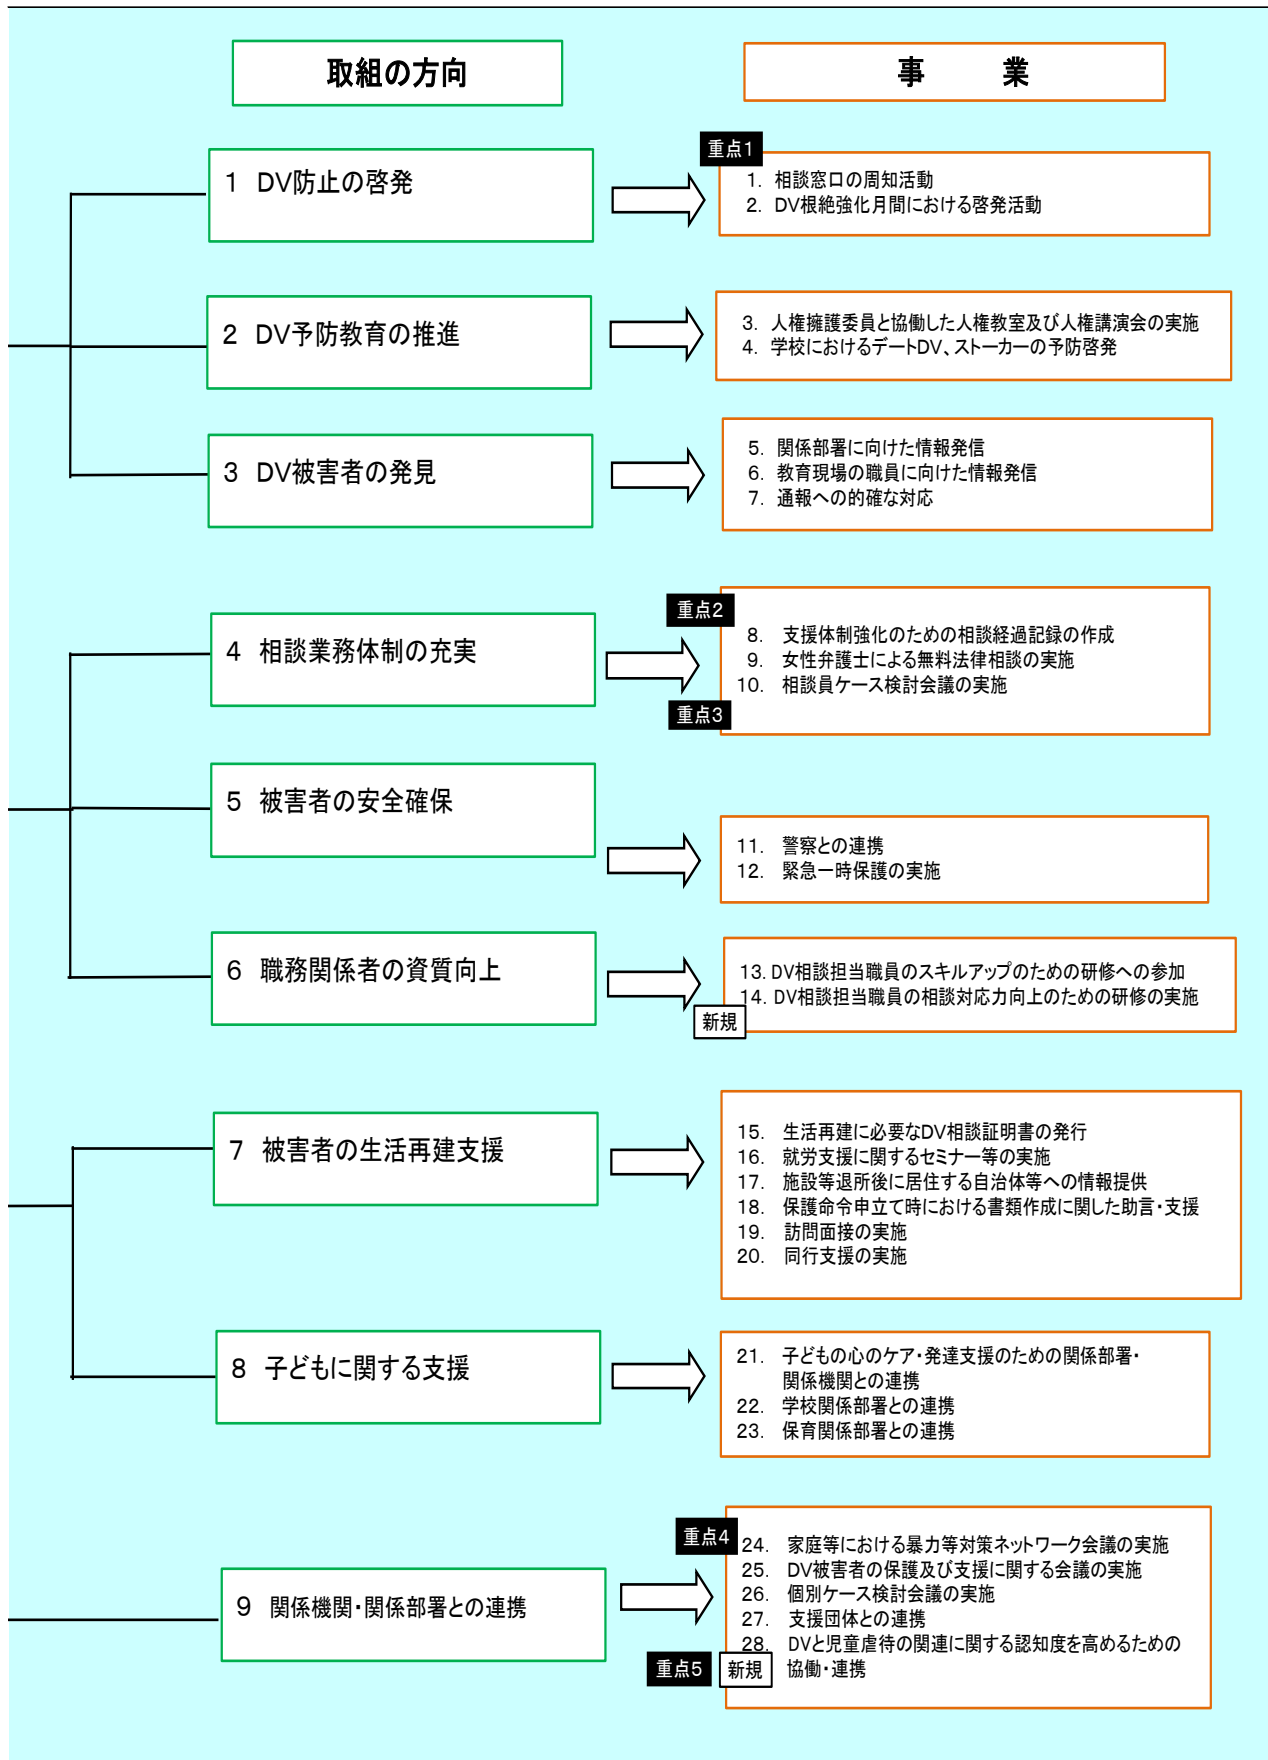 取組の方向
事　　業
1 DV防止の啓発
重点1
1. 相談窓口の周知活動
2. DV根絶強化月間における啓発活動
2 DV予防教育の推進
3. 人権擁護委員と協働した人権教室及び人権講演会の実施
4. 学校におけるデートDV、ストーカーの予防啓発
3 DV被害者の発見
5. 関係部署に向けた情報発信
6. 教育現場の職員に向けた情報発信
7. 通報への的確な対応
4 相談業務体制の充実
重点2
8. 支援体制強化のための相談経過記録の作成
9. 女性弁護士による無料法律相談の実施
10. 相談員ケース検討会議の実施
重点3
5 被害者の安全確保
11. 警察との連携
12. 緊急一時保護の実施
6 職務関係者の資質向上
13. DV相談担当職員のスキルアップのための研修への参加
14. DV相談担当職員の相談対応力向上のための研修の実施
新規
7 被害者の生活再建支援
15. 生活再建に必要なDV相談証明書の発行
16. 就労支援に関するセミナー等の実施
17. 施設等退所後に居住する自治体等への情報提供
18. 保護命令申立て時における書類作成に関した助言・支援
19. 訪問面接の実施
20. 同行支援の実施
8 子どもに関する支援
21. 子どもの心のケア・発達支援のための関係部署・
関係機関との連携
22. 学校関係部署との連携
23. 保育関係部署との連携
9 関係機関・関係部署との連携
重点4
24. 家庭等における暴力等対策ネットワーク会議の実施
25. DV被害者の保護及び支援に関する会議の実施
26. 個別ケース検討会議の実施
27. 支援団体との連携
28. DVと児童虐待の関連に関する認知度を高めるための
重点5 新規 協働・連携